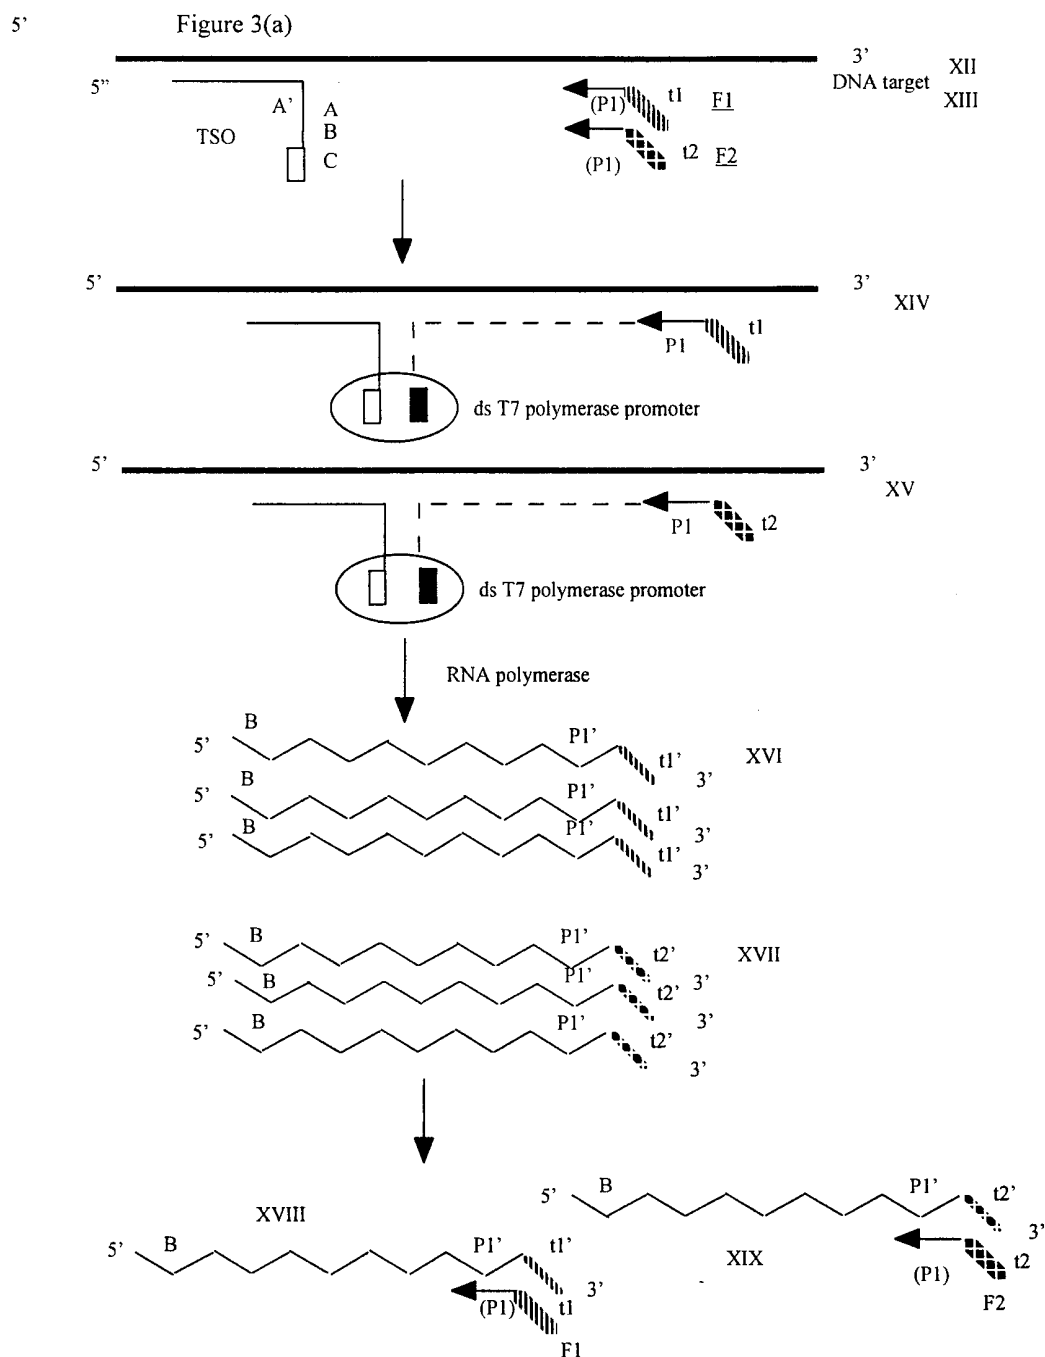 5’ Figure 3(a)
3’
5’’ DNA target XII
A’ A (P1) t1 F1 XIII
TSO B
C (P1) t2 F2
5’ 3’ XIV
t1
P1
ds T7 polymerase promoter
5’ 3’
XV
P1 t2
ds T7 polymerase promoter
RNA polymerase
B P1’
5’ t1’ XVI
3’
B P1’
5’ t1’
B P1’ 3’
5’ t1’
3’
B P1’
5’ t2’ XVII
P1’ 3’
5’ B t2’
B P1’ 3’
5’ t2’
3’
B P1’ t2’
5’
XVIII 3’
B P1’ t1’ XIX t2
5’ (P1)
3’ F2
(P1) t1
F1